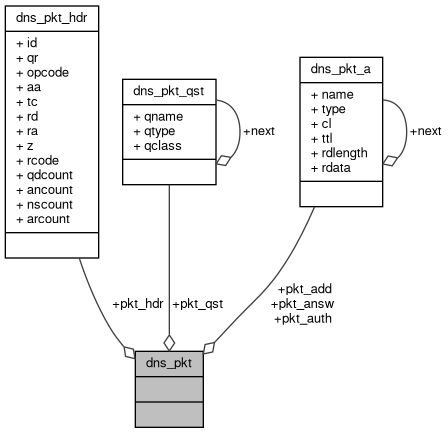 dns_pkt_hdr
+ id
+ qr
+ opcode
+ aa
+ tc
+ rd
+ ra
+ z
+ rcode
+ qdcount
+ ancount
+ nscount
+ arcount
dns_pkt_qst
+ qname
+ qtype
+ qclass
+next
dns_pkt_a
+ name
+ type
+ cl
+ ttl
+ rdlength
+ rdata
+next
+pkt_hdr
+pkt_qst
+pkt_add
+pkt_answ
+pkt_auth
dns_pkt